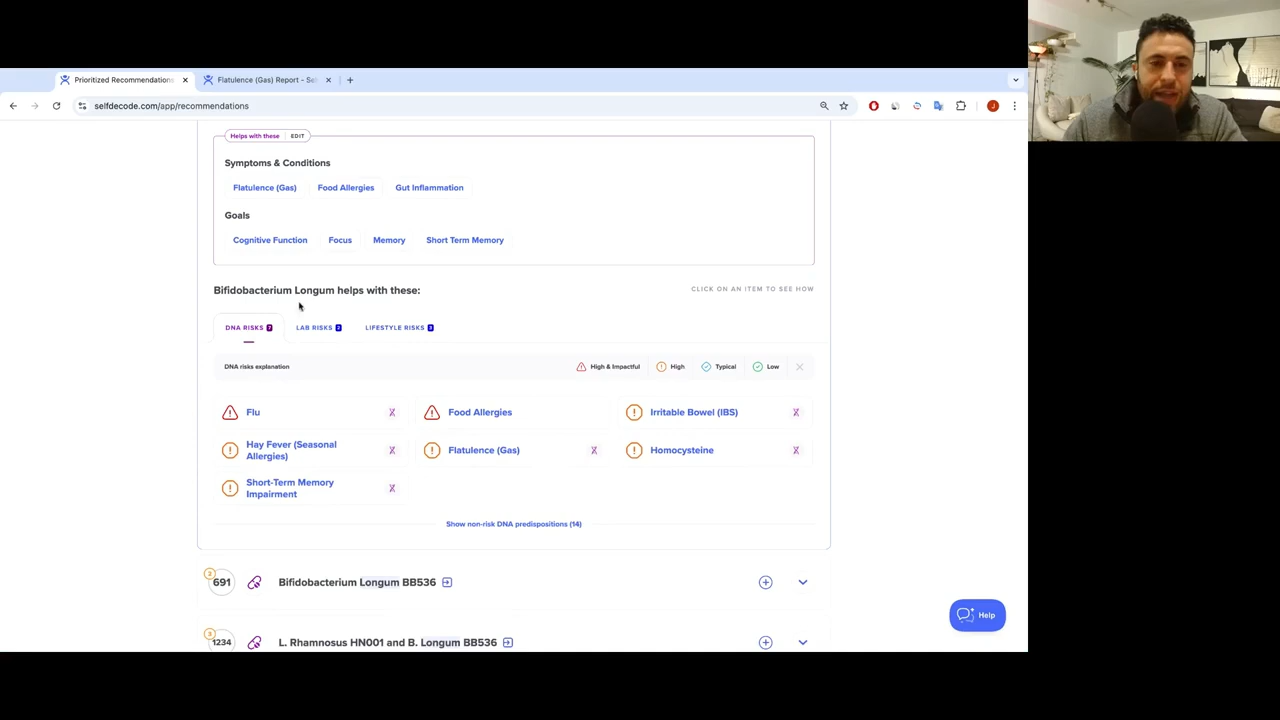 Prioritized Recommendations
Flatulence (Gas) Report - Sel
selfdecode.com/app/recommendations
J
Helps with these EDIT
Symptoms & Conditions
Flatulence (Gas) Food Allergies Gut Inflammation
Goals
Cognitive Function Focus Memory Short Term Memory
Bifidobacterium Longum helps with these:
CLICK ON AN ITEM TO SEE HOW
DNA RISKS 7 LAB RISKS 2 LIFESTYLE RISKS 3
DNA risks explanation
High & Impactful High Typical Low
Flu
Food Allergies
Irritable Bowel (IBS)
Hay Fever (Seasonal
Allergies)
Flatulence (Gas)
Homocysteine
Short-Term Memory
Impairment
Show non-risk DNA predispositions (14)
2
691
Bifidobacterium Longum BB536
Help
3
1234
L. Rhamnosus HN001 and B. Longum BB536